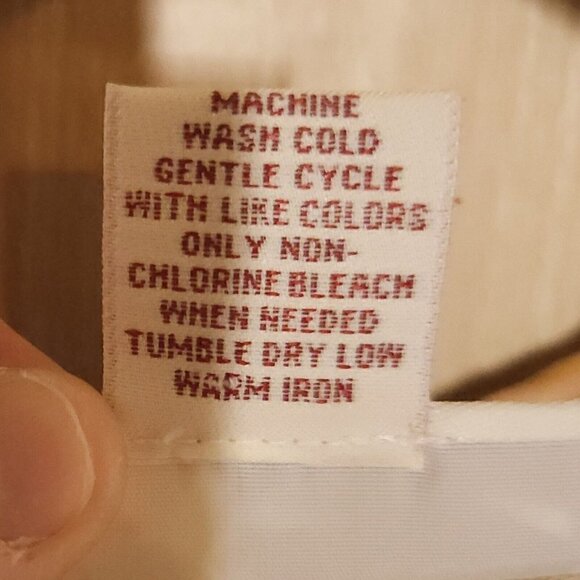 MACHINE
WASH COLD
GENTLE CYCLE
WITH LIKE COLORS
ONLY NON-
CHLORINE BLEACH
WHEN NEEDED
TUMBLE DRY LOW
WARM IRON